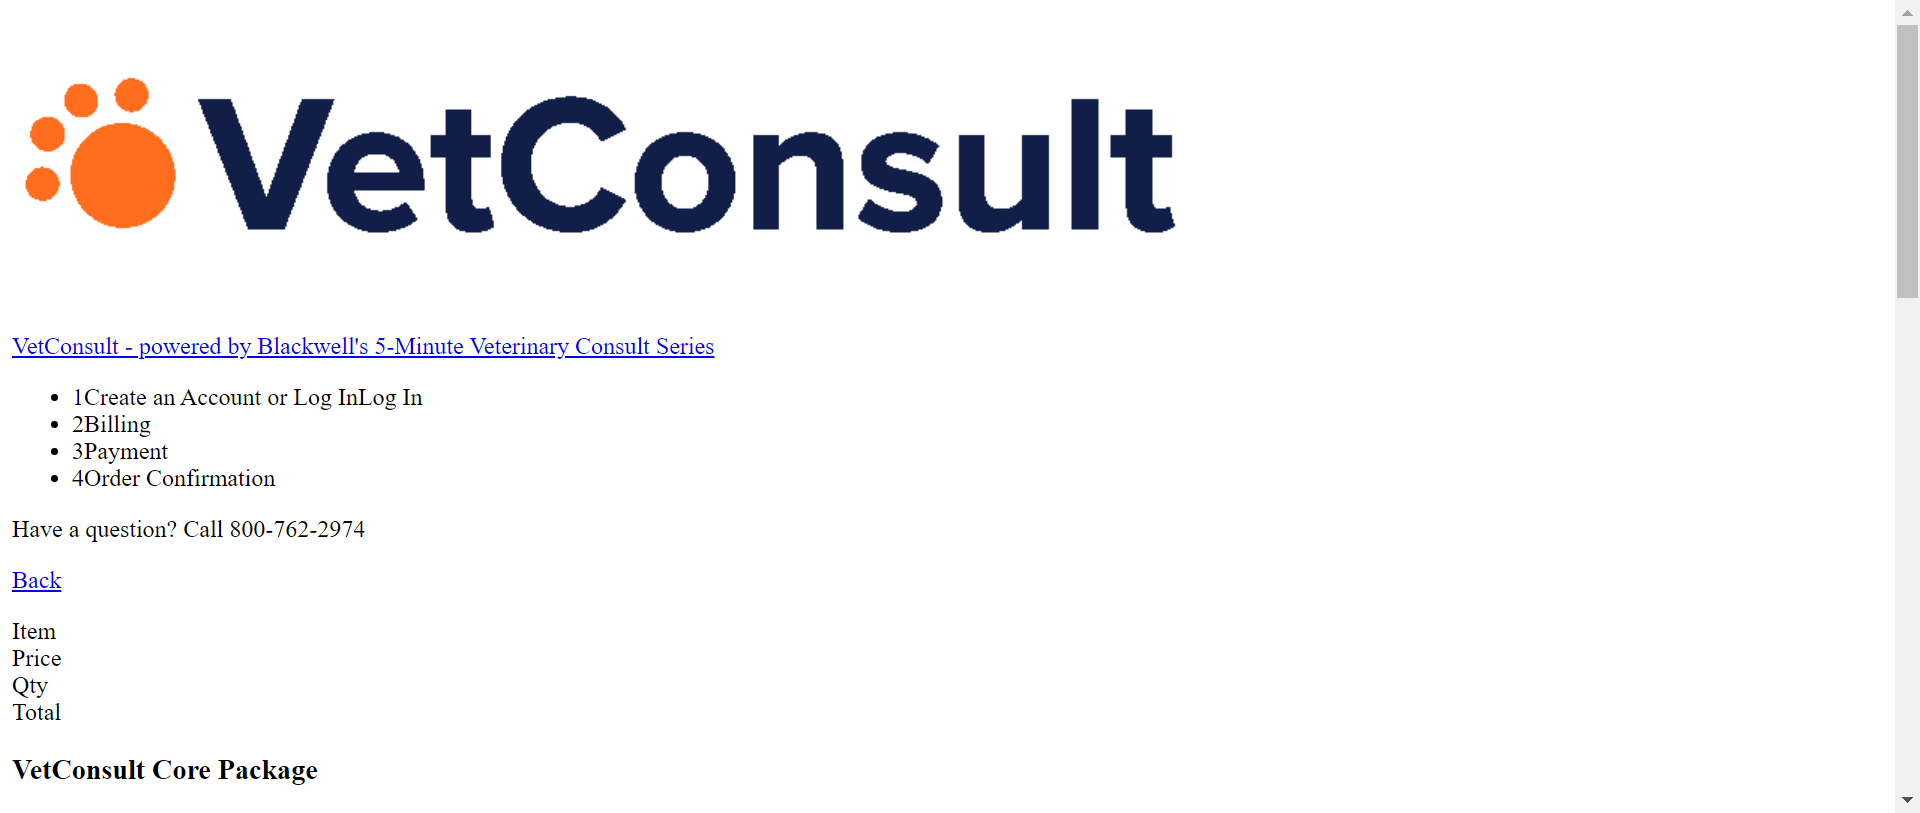 VetConsult
VetConsult - powered by Blackwell's 5-Minute Veterinary Consult Series
1Create an Account or Log InLog In
2Billing
3Payment
4Order Confirmation
Have a question? Call 800-762-2974
Back
Item
Price
Qty
Total
VetConsult Core Package